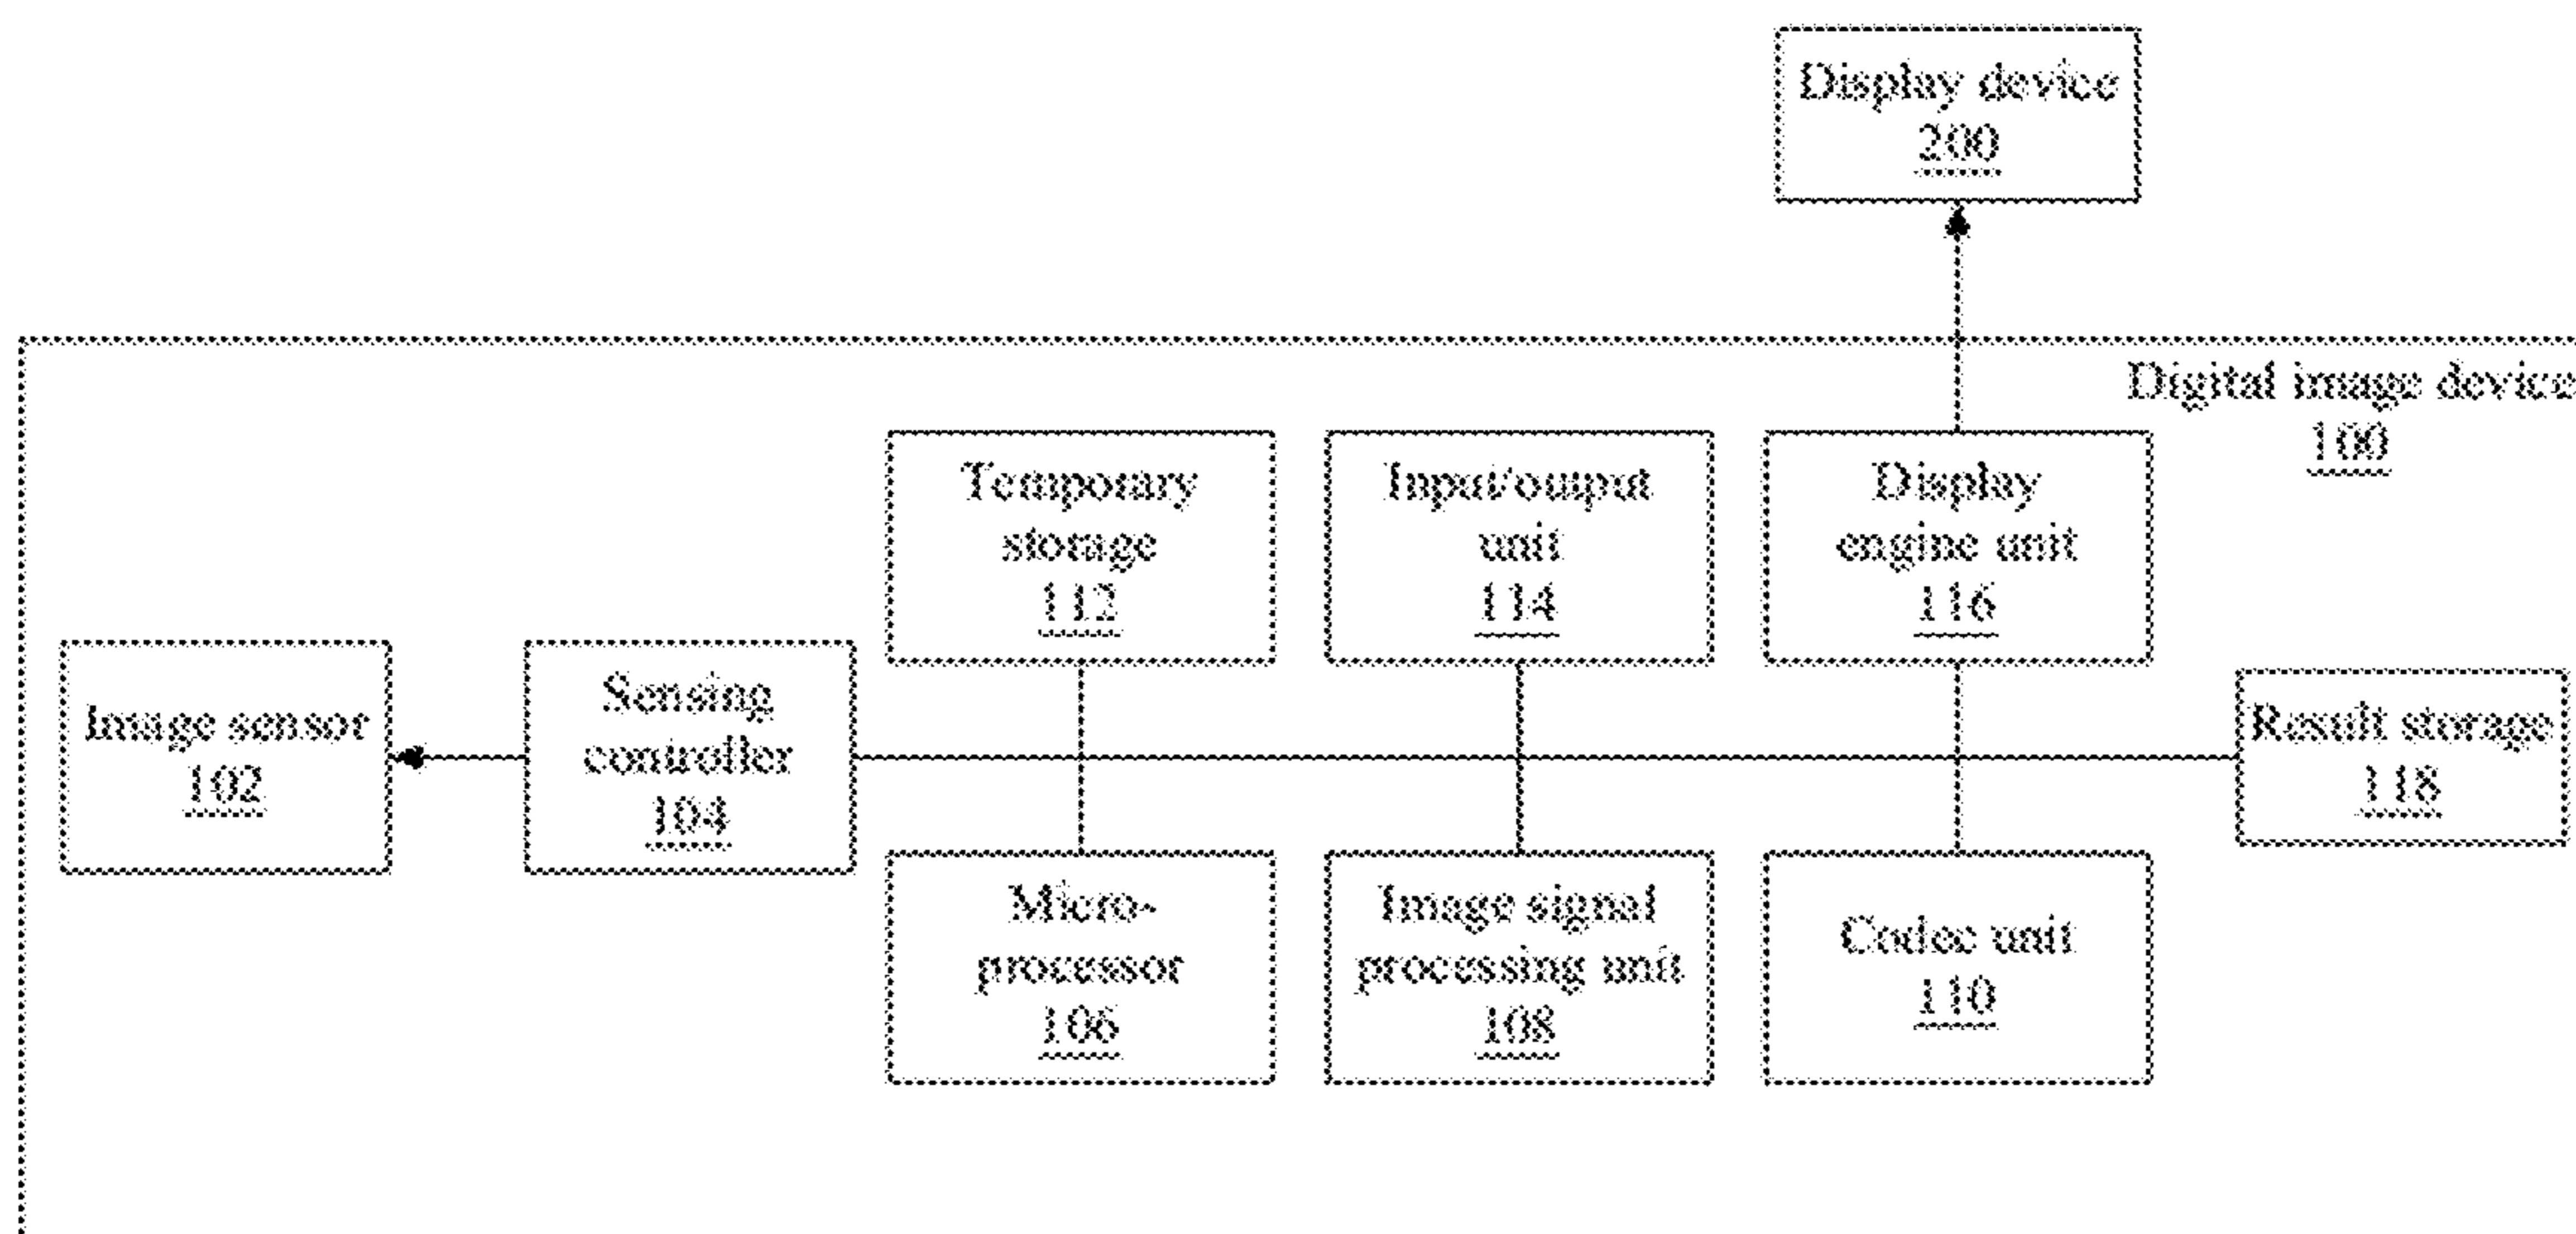 Display device
200
Digital image device
100
Temporary
storage
112
Input/output
unit
114
Display
engine unit
116
Image sensor
102
Sensing
controller
104
Result storage
118
Micro-
processor
106
Image signal
processing unit
108
Codec unit
110